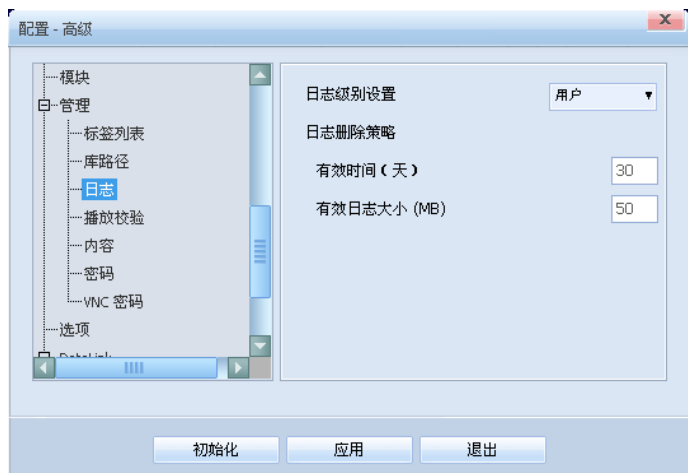 配置 - 高级
模块
管理
标签列表
库路径
日志
播放校验
内容
密码
VNC 密码
选项
DataLink
日志级别设置 用户
日志删除策略
有效时间 ( 天 ) 30
有效日志大小 (MB) 50
初始化 应用 退出